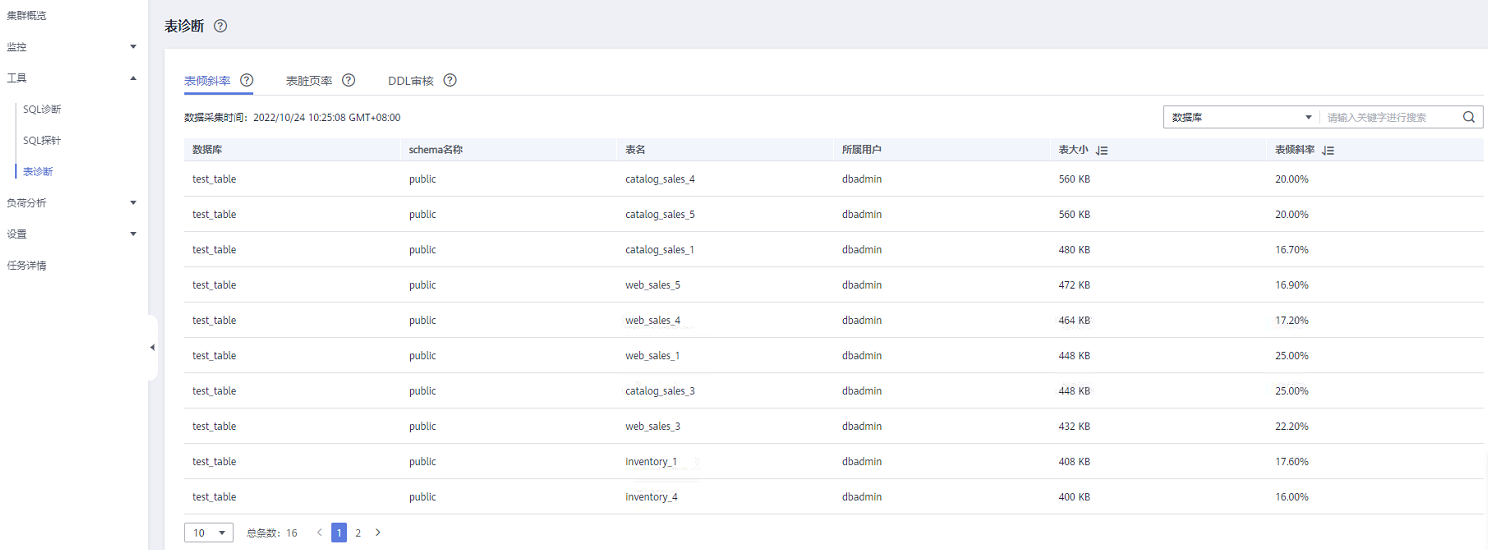 集群概览
监控
工具
SQL诊断
SQL探针
表诊断
负荷分析
设置
任务详情
表诊断 ?
表倾斜率 ? 表脏页率 ? DDL审核 ?
数据采集时间：2022/10/24 10:25:08 GMT+08:00 数据库 请输入关键字进行搜索
数据库 schema名称 表名 所属用户 表大小 表倾斜率
test_table public catalog_sales_4 dbadmin 560 KB 20.00%
test_table public catalog_sales_5 dbadmin 560 KB 20.00%
test_table public catalog_sales_1 dbadmin 480 KB 16.70%
test_table public web_sales_5 dbadmin 472 KB 16.90%
test_table public web_sales_4 dbadmin 464 KB 17.20%
test_table public web_sales_1 dbadmin 448 KB 25.00%
test_table public catalog_sales_3 dbadmin 448 KB 25.00%
test_table public web_sales_3 dbadmin 432 KB 22.20%
test_table public inventory_1 dbadmin 408 KB 17.60%
test_table public inventory_4 dbadmin 400 KB 16.00%
10 总条数：16 < 1 2 >